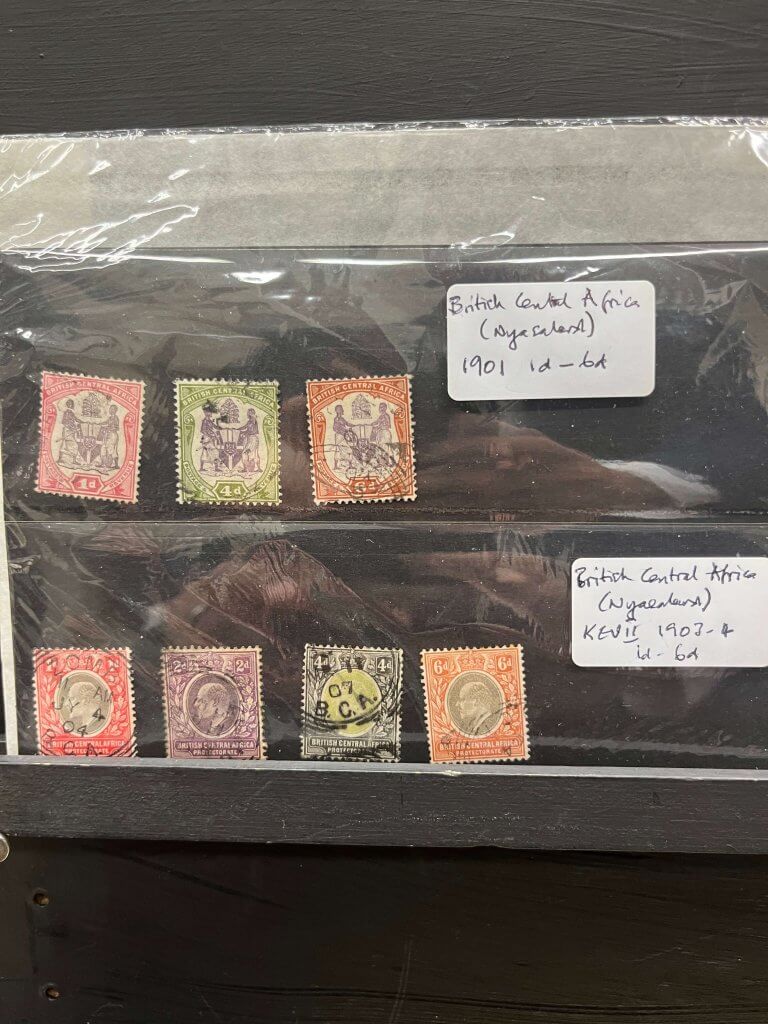 British Central Africa
(Nyasaland)
1901 1d – 6d
BRITISH CENTRAL AFRICA
1d
BRITISH CENTRAL AFRICA
4d
BRITISH CENTRAL AFRICA
British Central Africa
(Nyasaland)
KEVII 1903-4
1d – 6d
04
2d 2d
BRITISH CENTRAL AFRICA
PROTECTORATE
4d 4d
07
B.C.A.
BRITISH CENTRAL AFRICA
PROTECTORATE
6d 6d
BRITISH CENTRAL AFRICA
PROTECTORATE